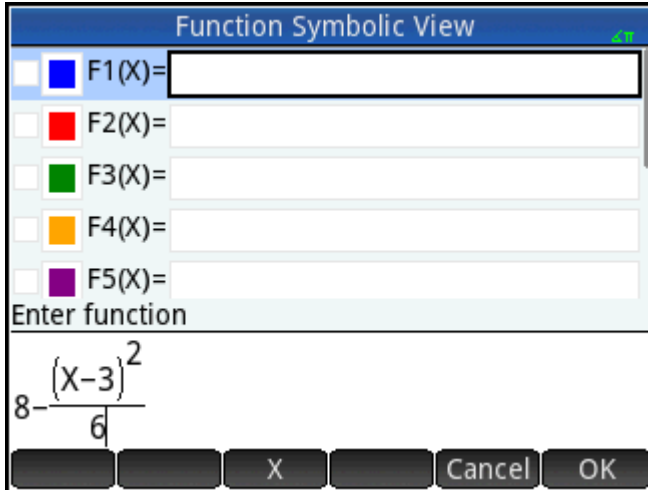 Function Symbolic View ∡π
F1(X)=
F2(X)=
F3(X)=
F4(X)=
F5(X)=
Enter function
8-(X-3)²/6
X Cancel OK